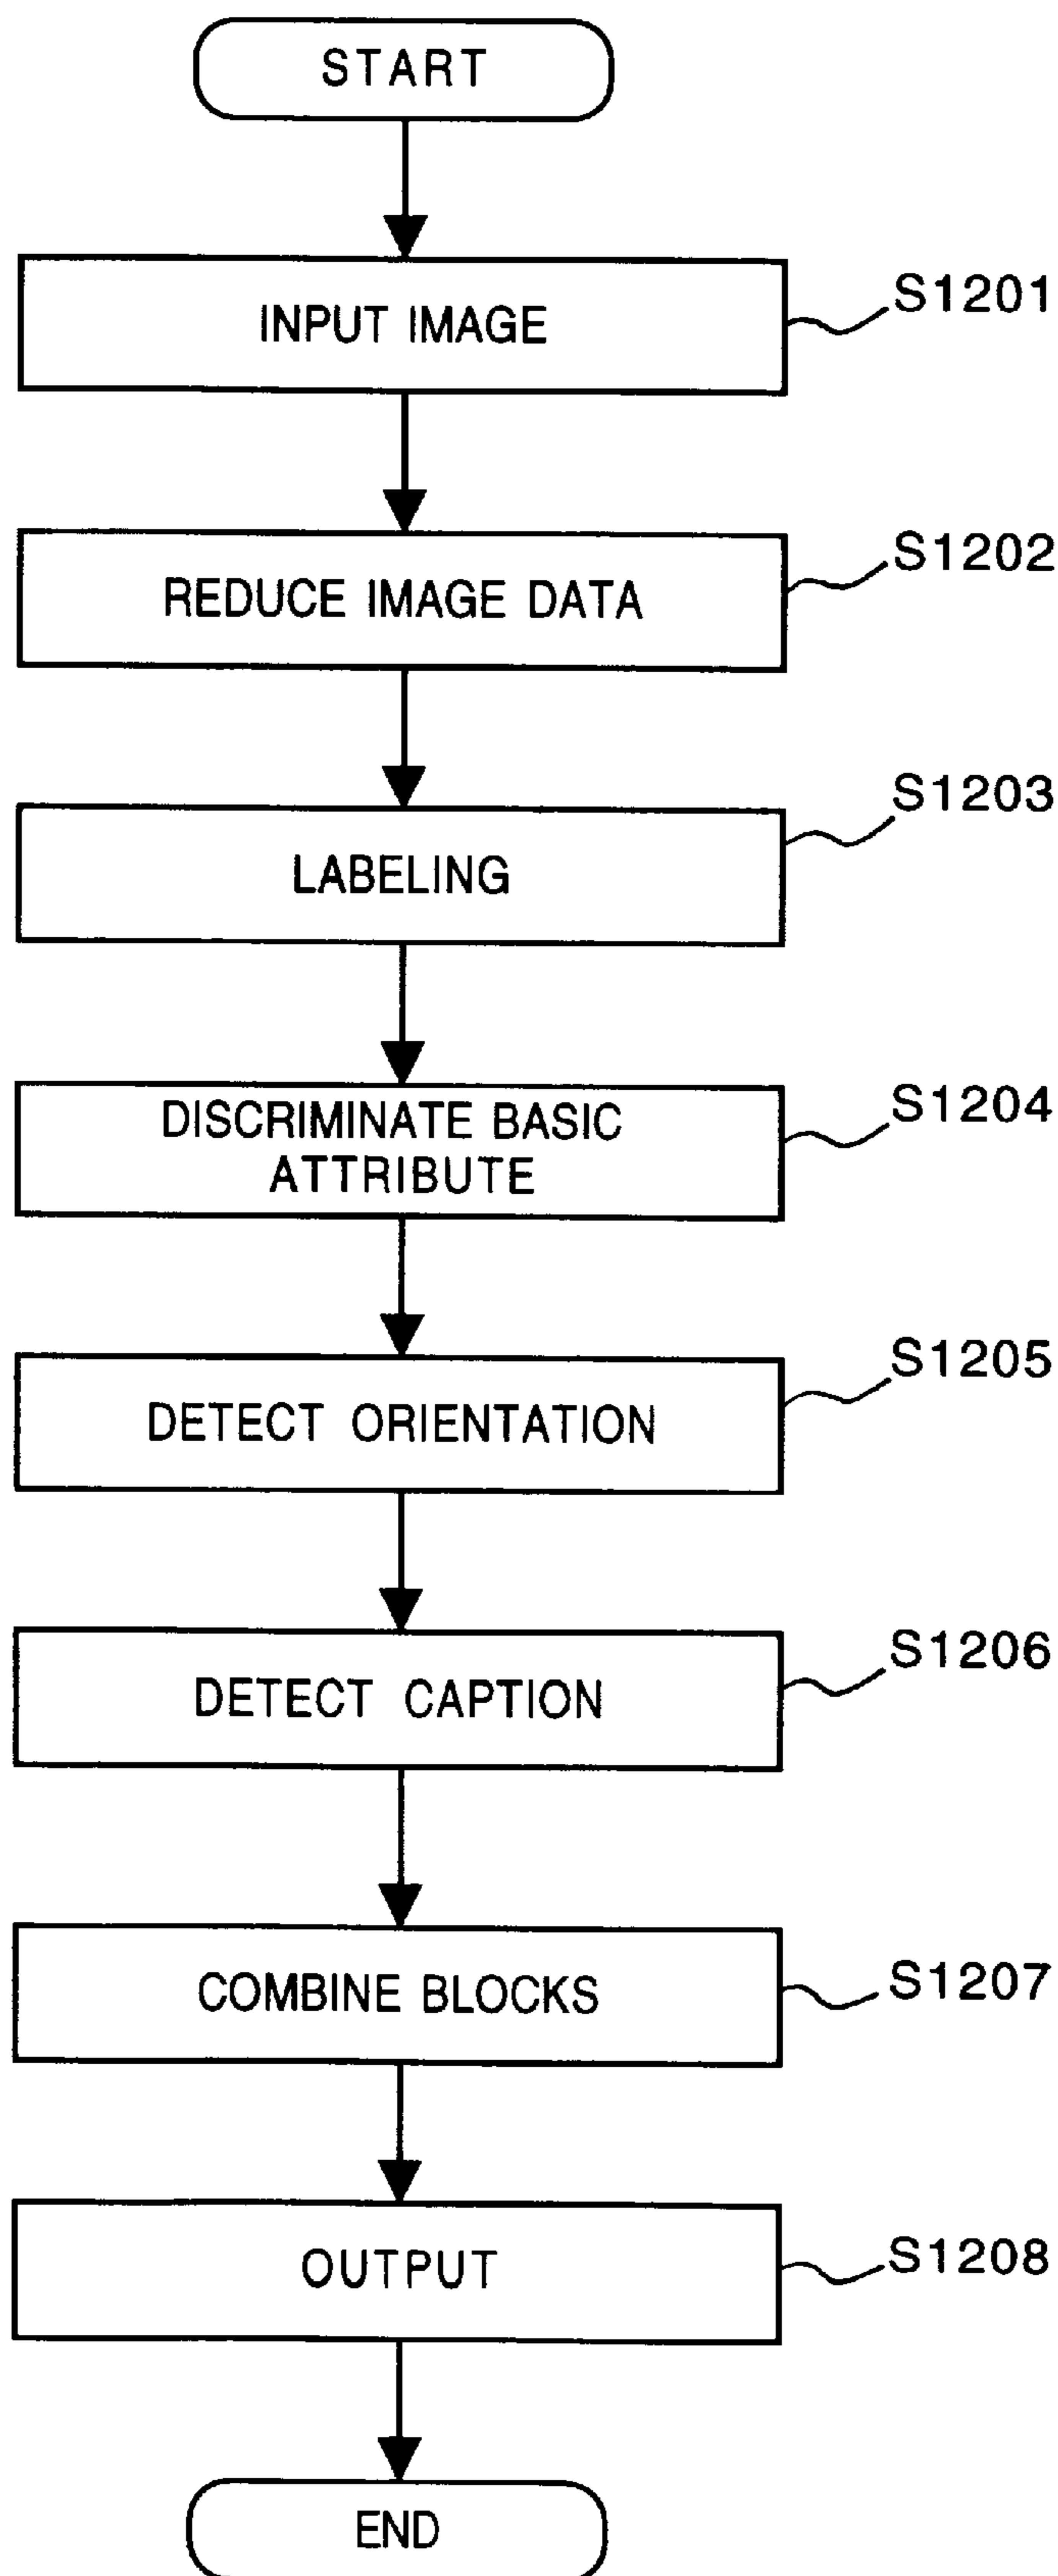 START
INPUT IMAGE
S1201
REDUCE IMAGE DATA
S1202
LABELING
S1203
DISCRIMINATE BASIC
ATTRIBUTE
S1204
DETECT ORIENTATION
S1205
DETECT CAPTION
S1206
COMBINE BLOCKS
S1207
OUTPUT
S1208
END